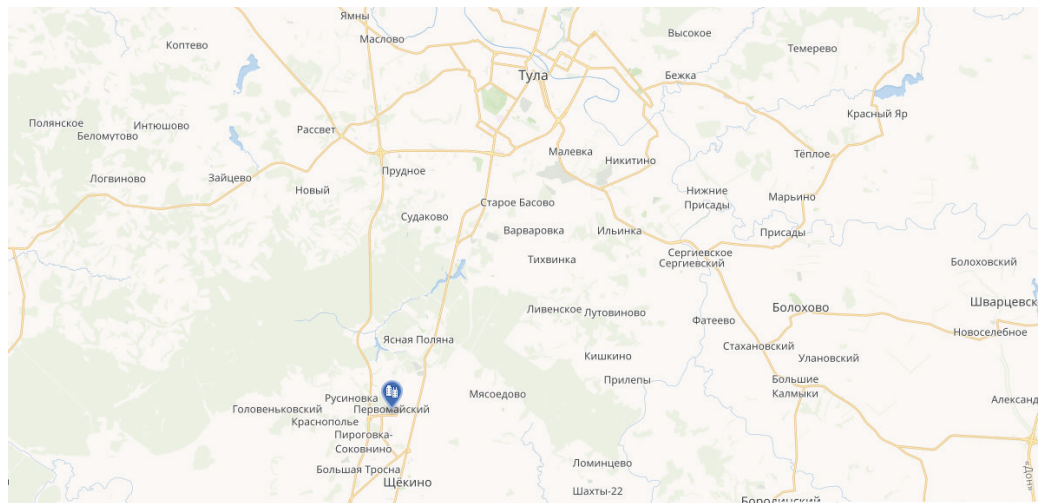 Ямны
Маслово
Коптево
Высокое
Темерево
Тула
Бежка
Полянское
Интюшово
Беломутово
Рассвет
Красный Яр
Малевка
Никитино
Тёплое
Логвиново
Зайцево
Новый
Прудное
Нижние
Присады
Марьино
Старое Басово
Судаково
Варваровка
Ильинка
Присады
Сергиевское
Сергиевский
Тихвинка
Болоховский
Ливенское
Лутовиново
Фатеево
Болохово
Шварцевск
Новоселебное
Ясная Поляна
Стахановский
Улановский
Кишкино
Прилепы
Большие
Калмыки
Мясоедово
Русиновка
Головеньковский
Первомайский
Краснополье
Александ
Пироговка-
Соковнино
Большая Тросна
Щёкино
Ломинцево
Шахты-22
«Дон»
Бородинский